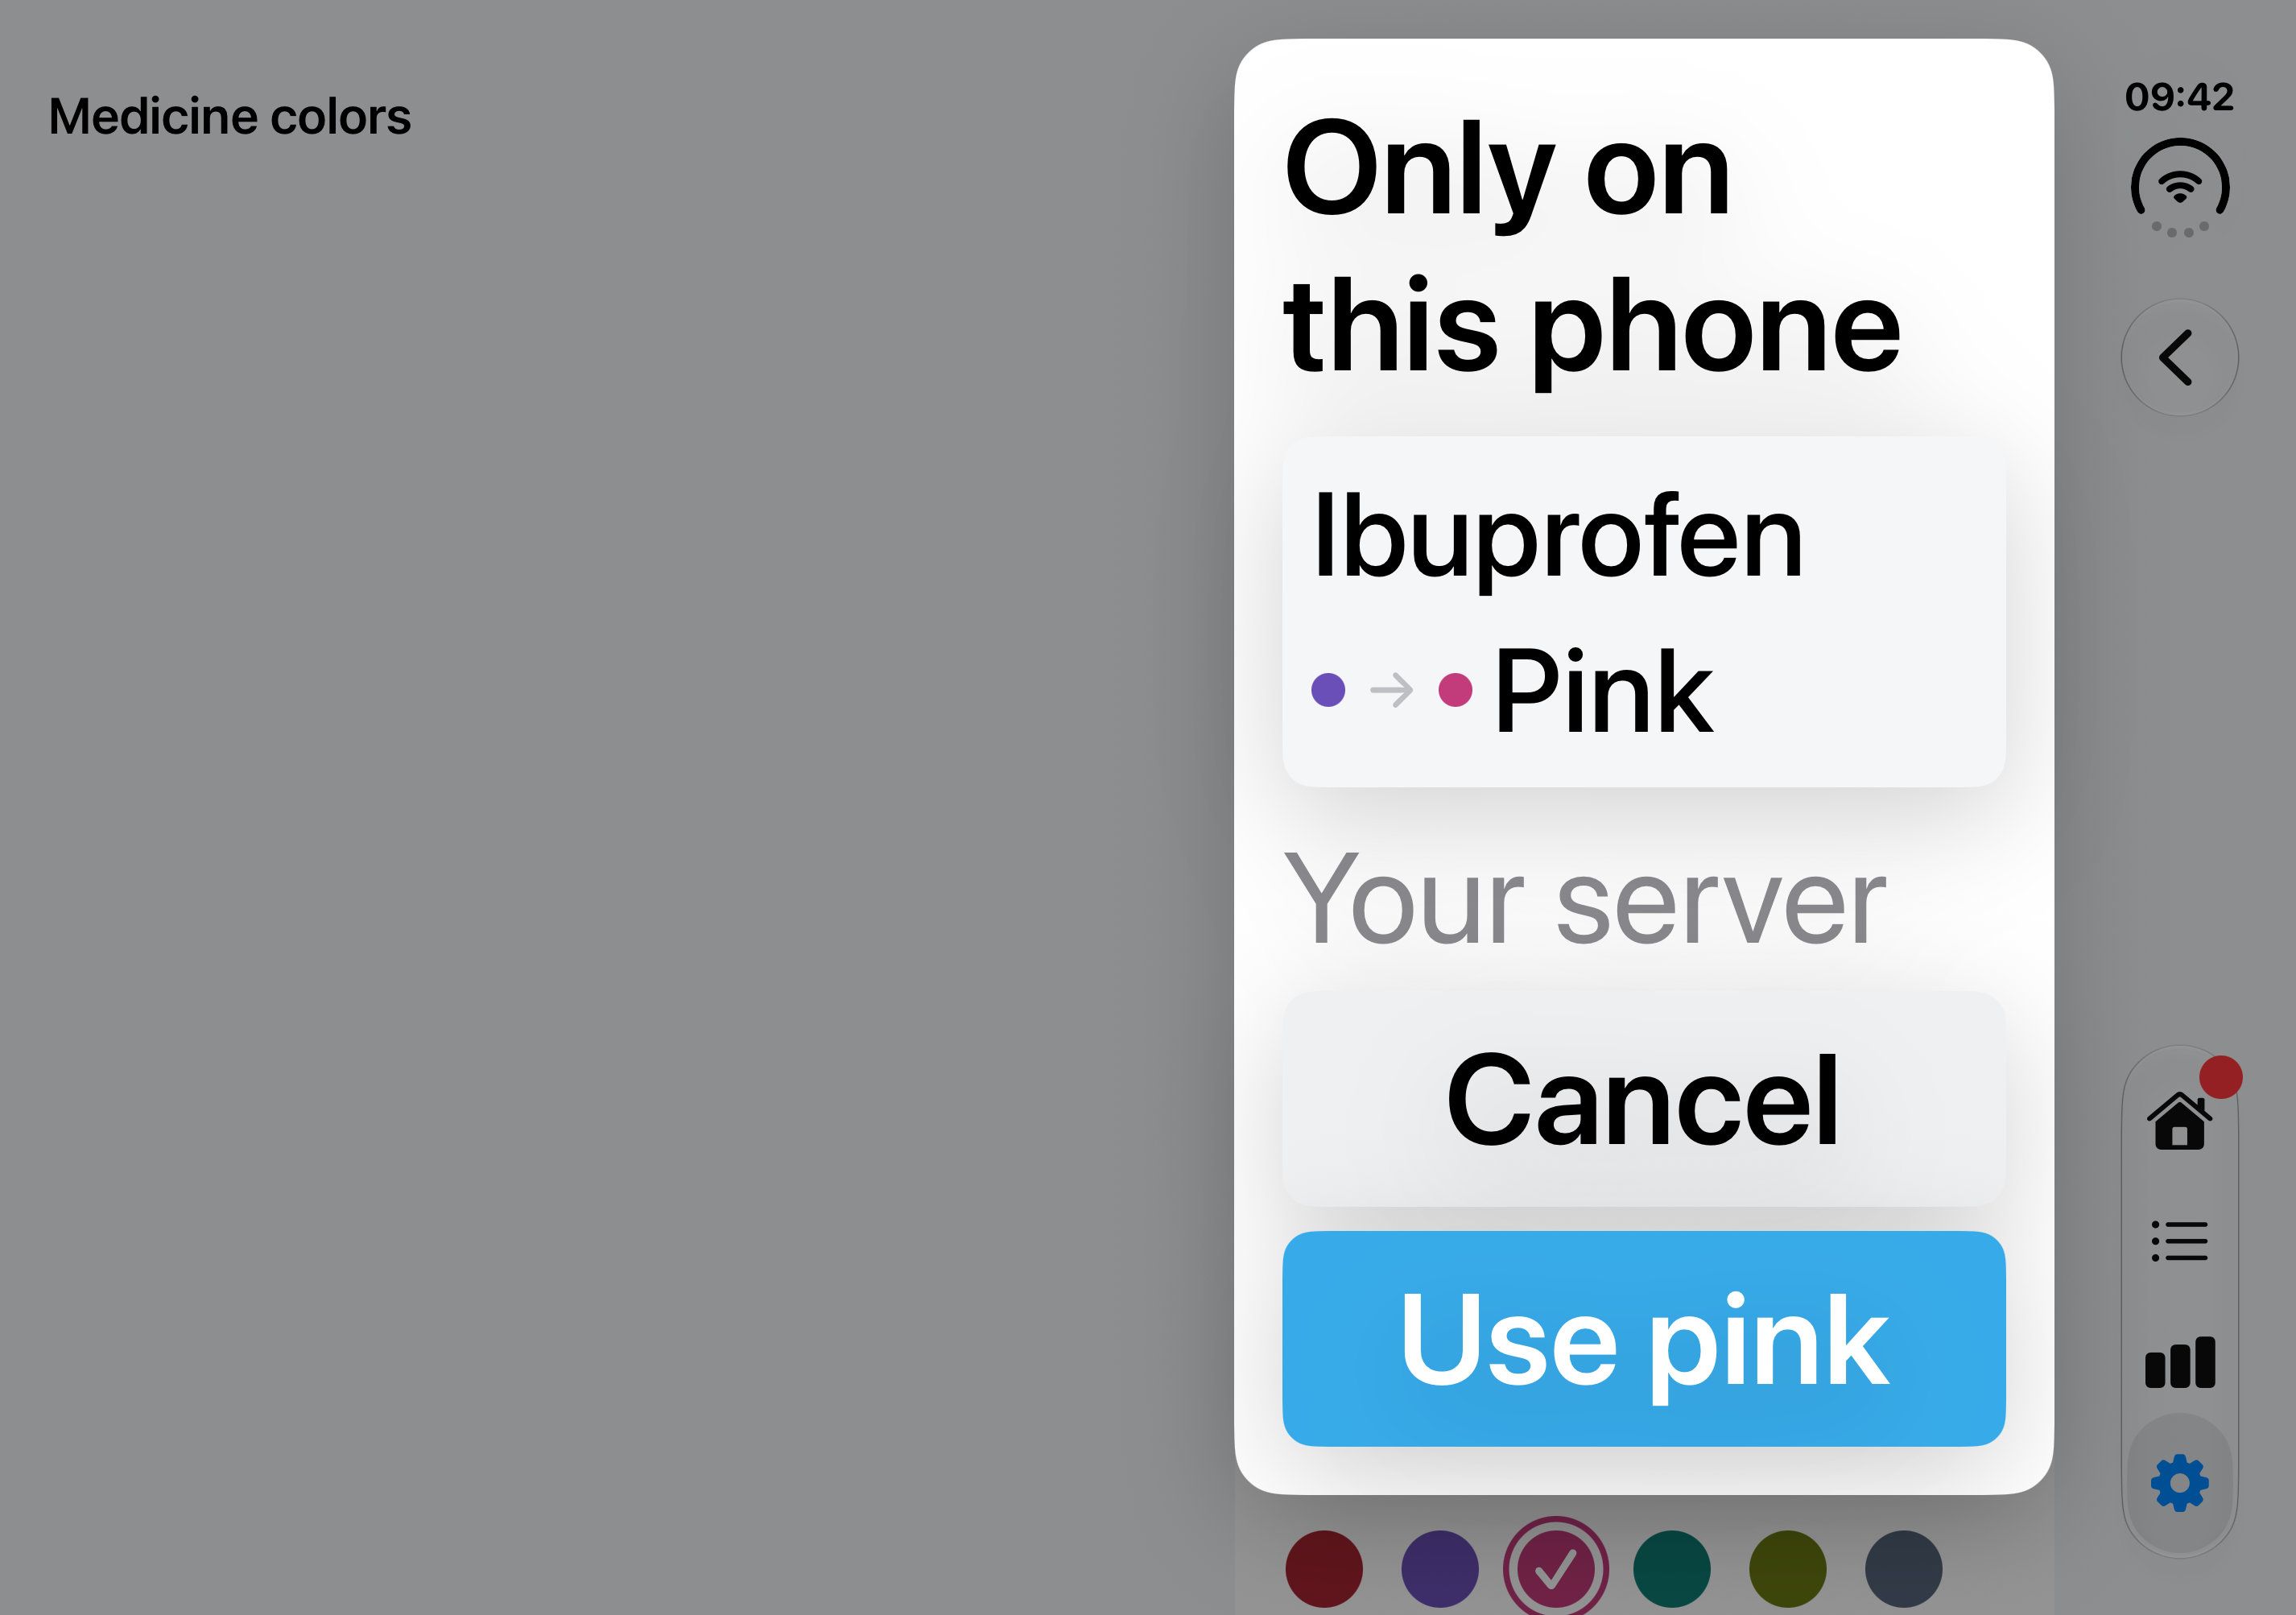 Medicine colors
09:42
Only on
this phone
Ibuprofen
Pink
Your server
Cancel
Use pink